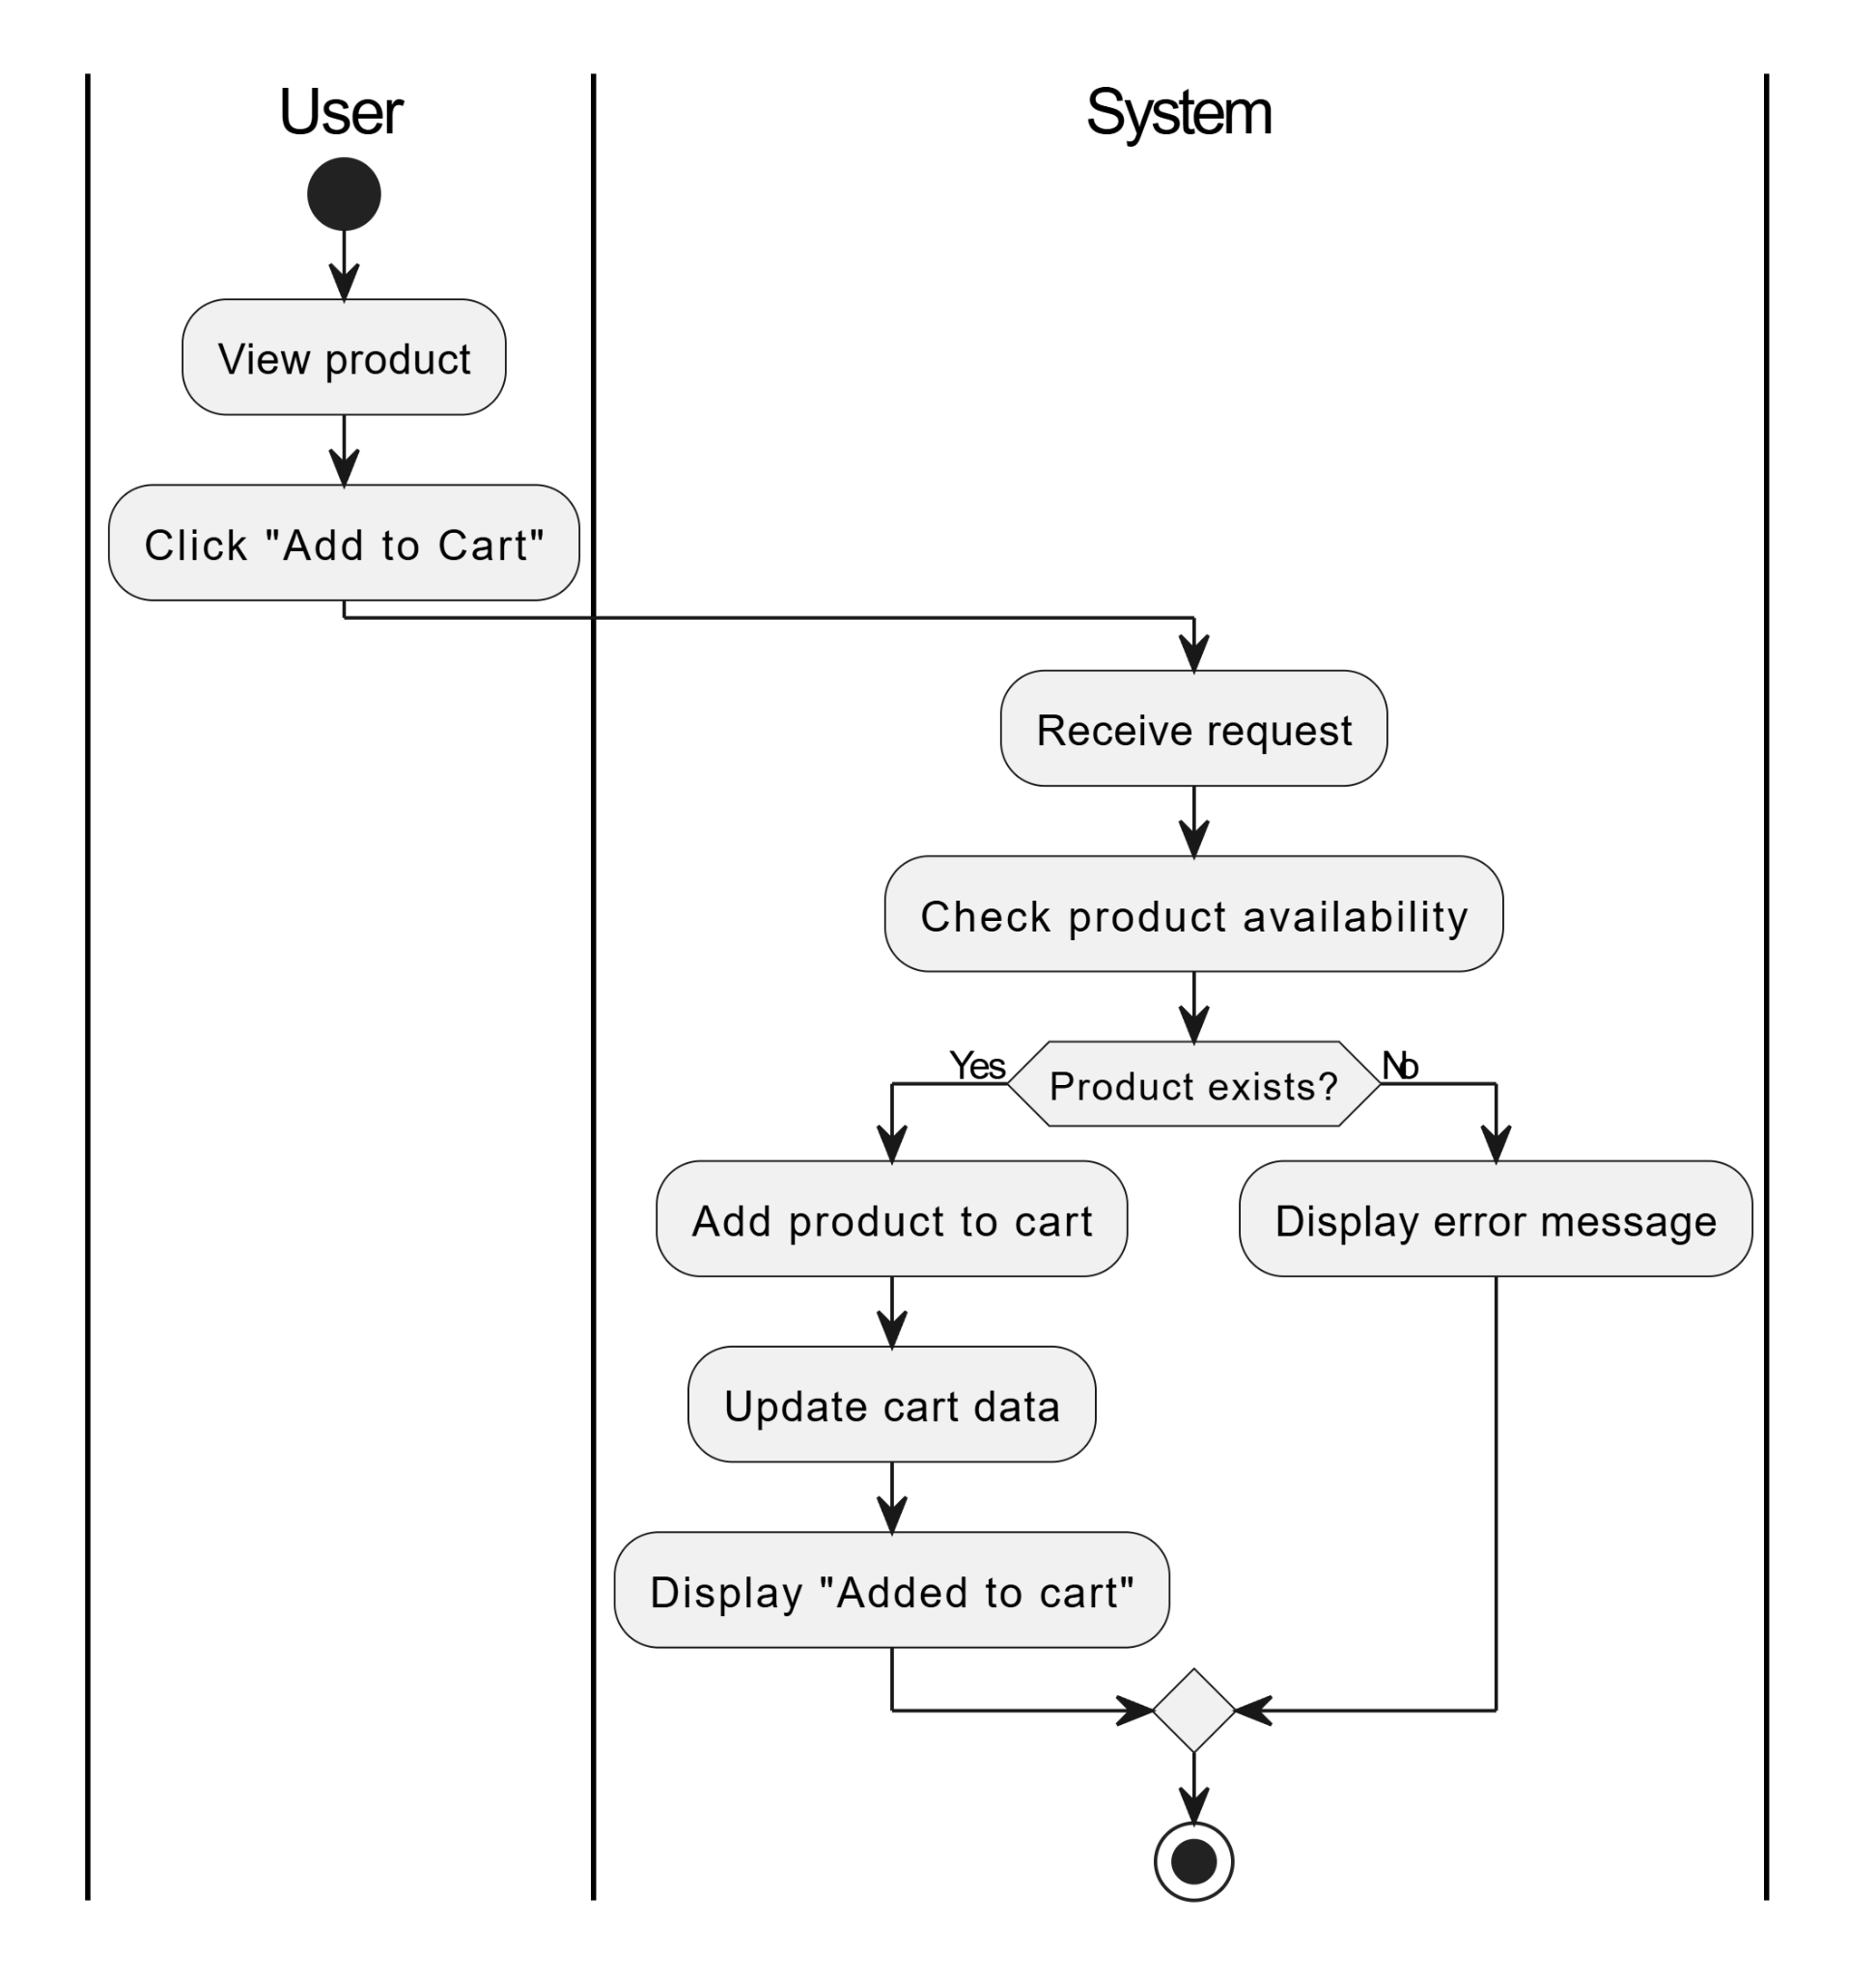 User
System
View product
Click "Add to Cart"
Receive request
Check product availability
Yes
Product exists?
No
Add product to cart
Display error message
Update cart data
Display "Added to cart"